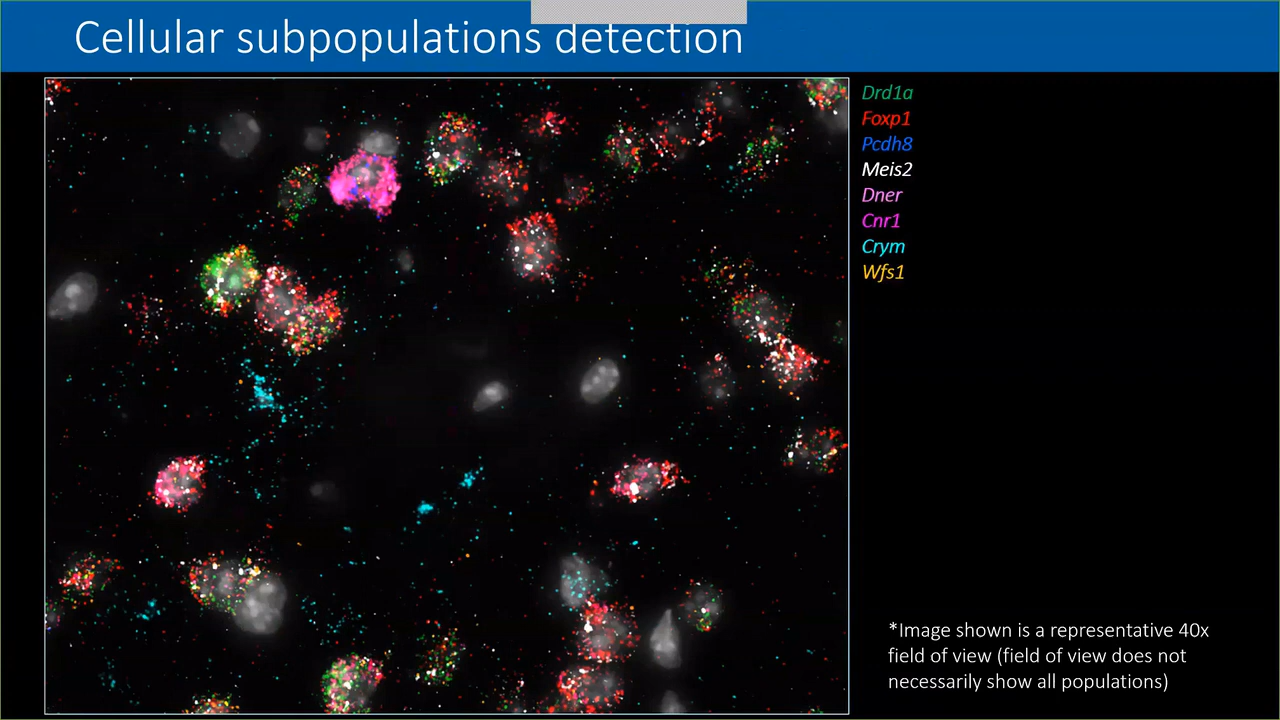 Cellular subpopulations detection
Drd1a
Foxp1
Pcdh8
Meis2
Dner
Cnr1
Crym
Wfs1
*Image shown is a representative 40x
field of view (field of view does not
necessarily show all populations)